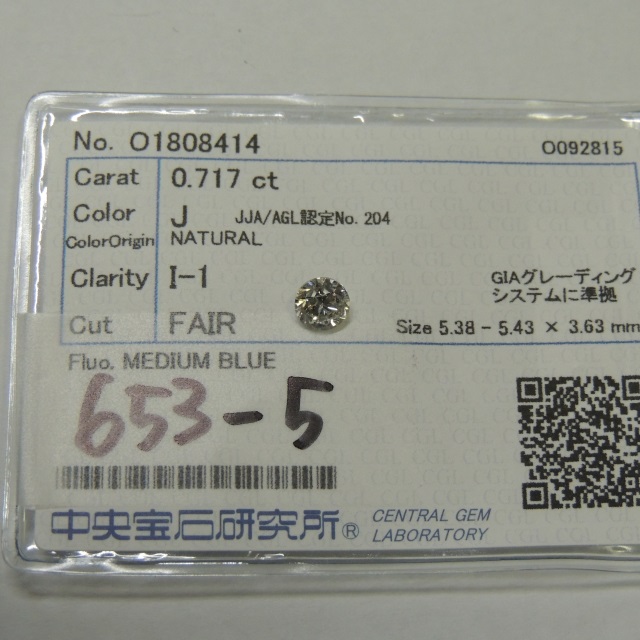 No. O1808414
O092815
Carat 0.717 ct
Color J JJA/AGL認定No. 204
ColorOrigin NATURAL
Clarity I-1
GIAグレーディング
システムに準拠
Cut FAIR
Size 5.38 - 5.43 × 3.63 mm
Fluo. MEDIUM BLUE
653-5
中央宝石研究所®
CENTRAL GEM
LABORATORY